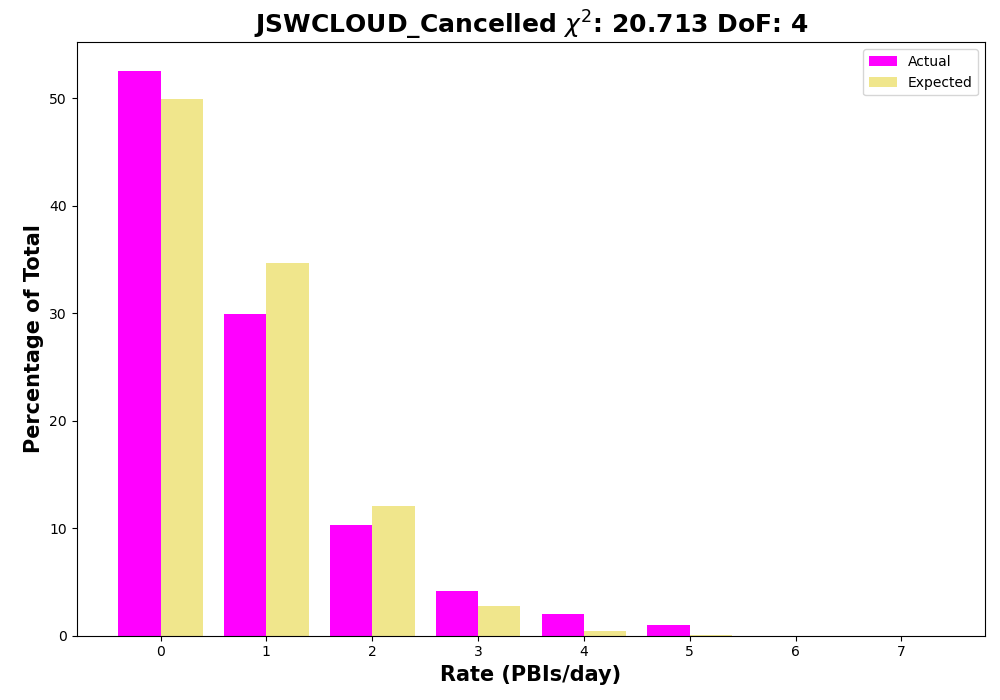 JSWCLOUD_Cancelled χ²: 20.713 DoF: 4
Actual
Expected
Percentage of Total
50
40
30
20
10
0
0 1 2 3 4 5 6 7
Rate (PBIs/day)